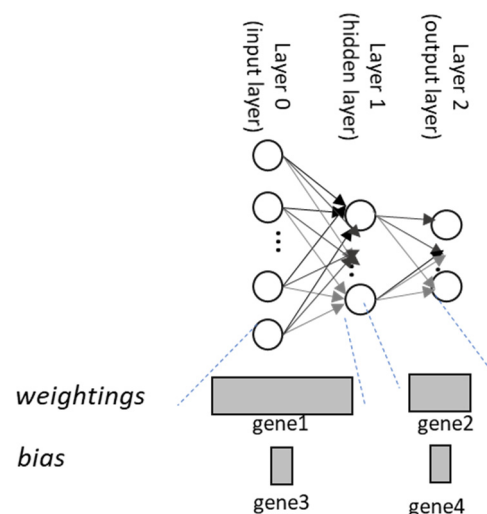 Layer 0
(input layer)
Layer 1
(hidden layer)
Layer 2
(output layer)
weightings
gene1
gene2
bias
gene3
gene4